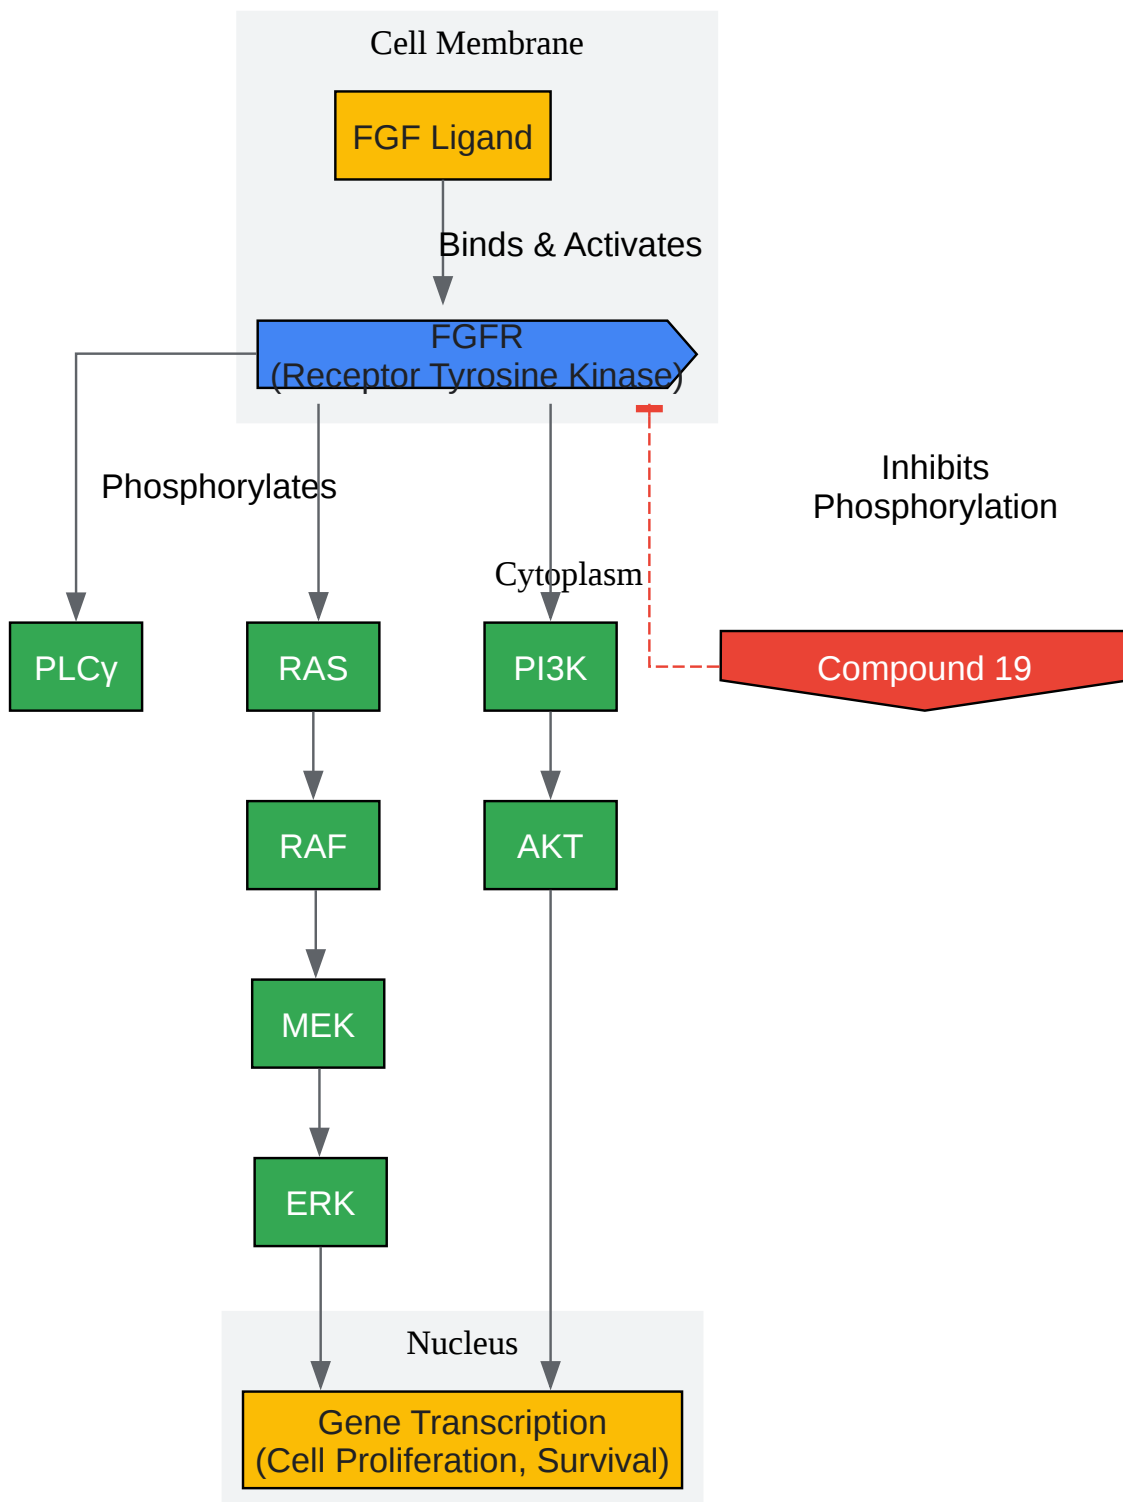 Cell Membrane
FGF Ligand
Binds & Activates
FGFR
(Receptor Tyrosine Kinase)
Phosphorylates
Inhibits
Phosphorylation
Cytoplasm
PLCγ
RAS
PI3K
Compound 19
RAF
AKT
MEK
ERK
Nucleus
Gene Transcription
(Cell Proliferation, Survival)